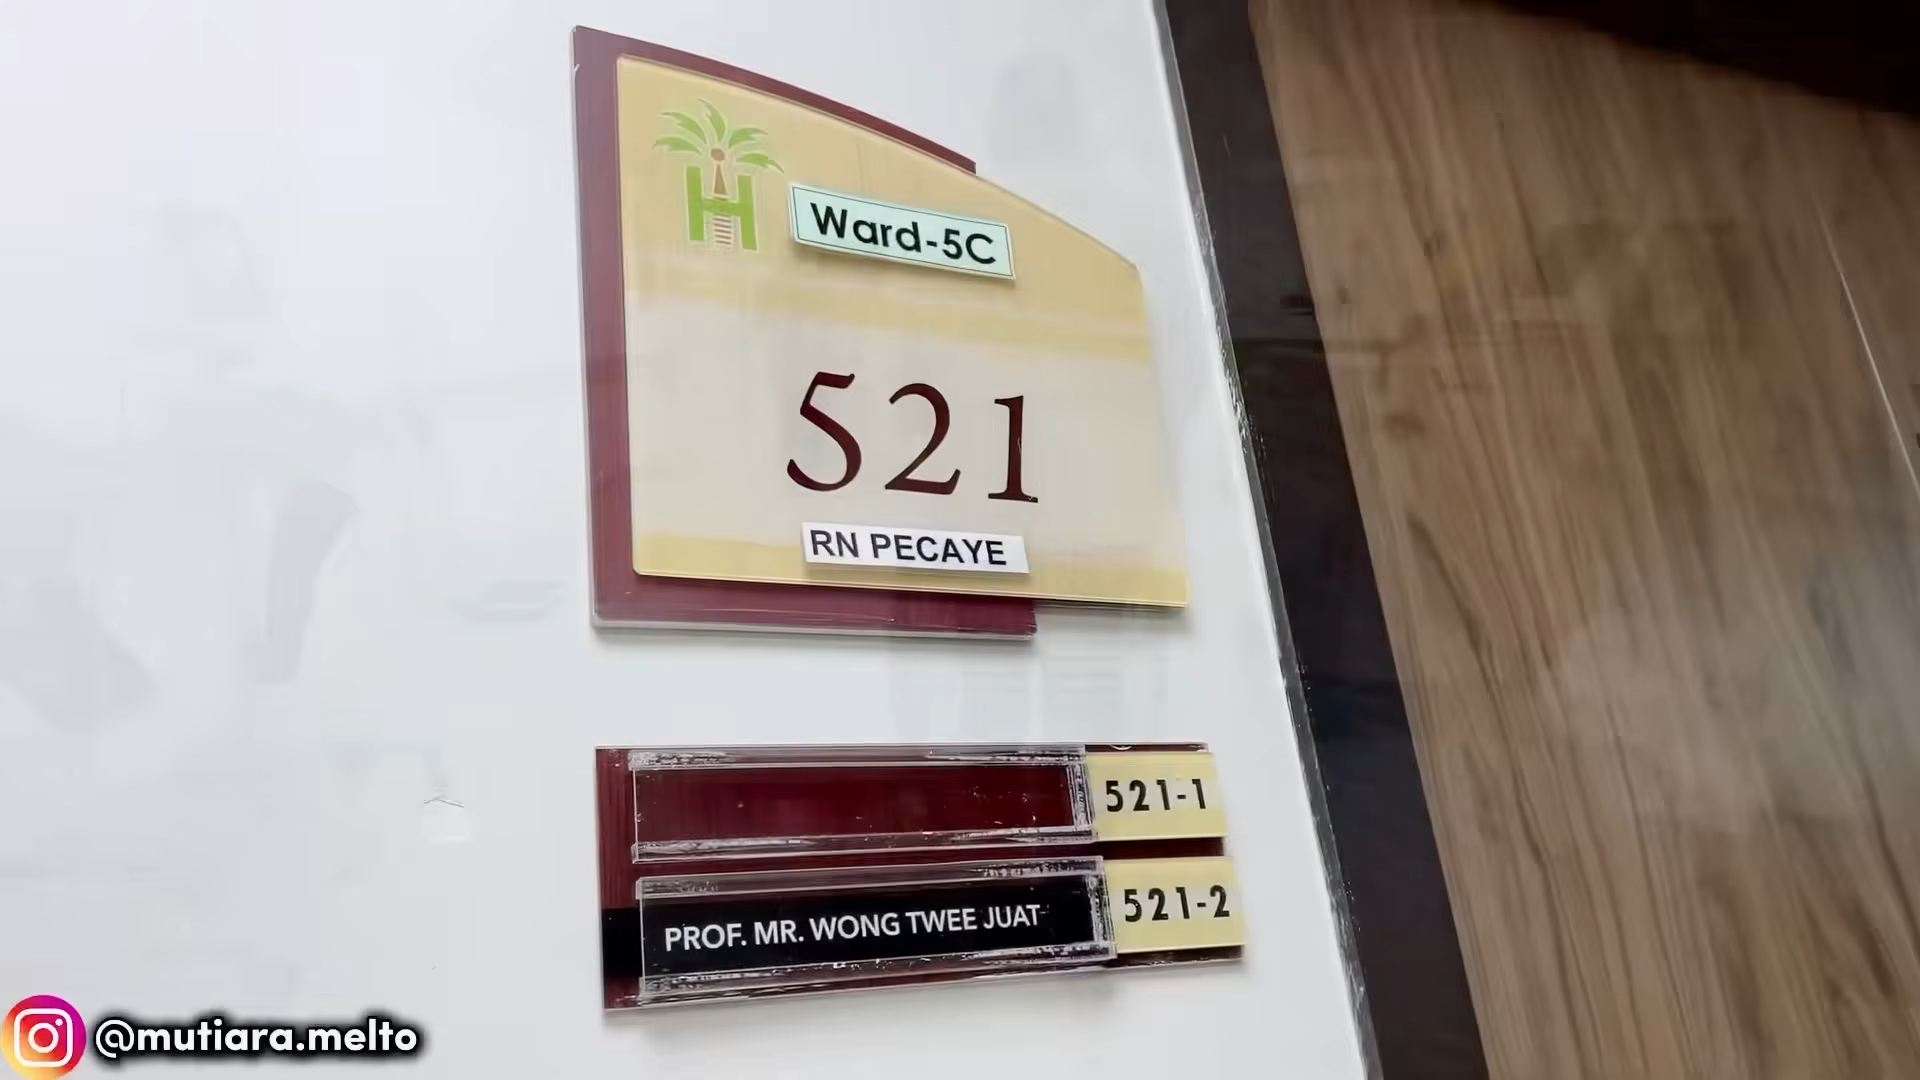 H
Ward-5C
521
RN PECAYE
521-1
PROF. MR. WONG TWEE JUAT
521-2
@mutiara.melto